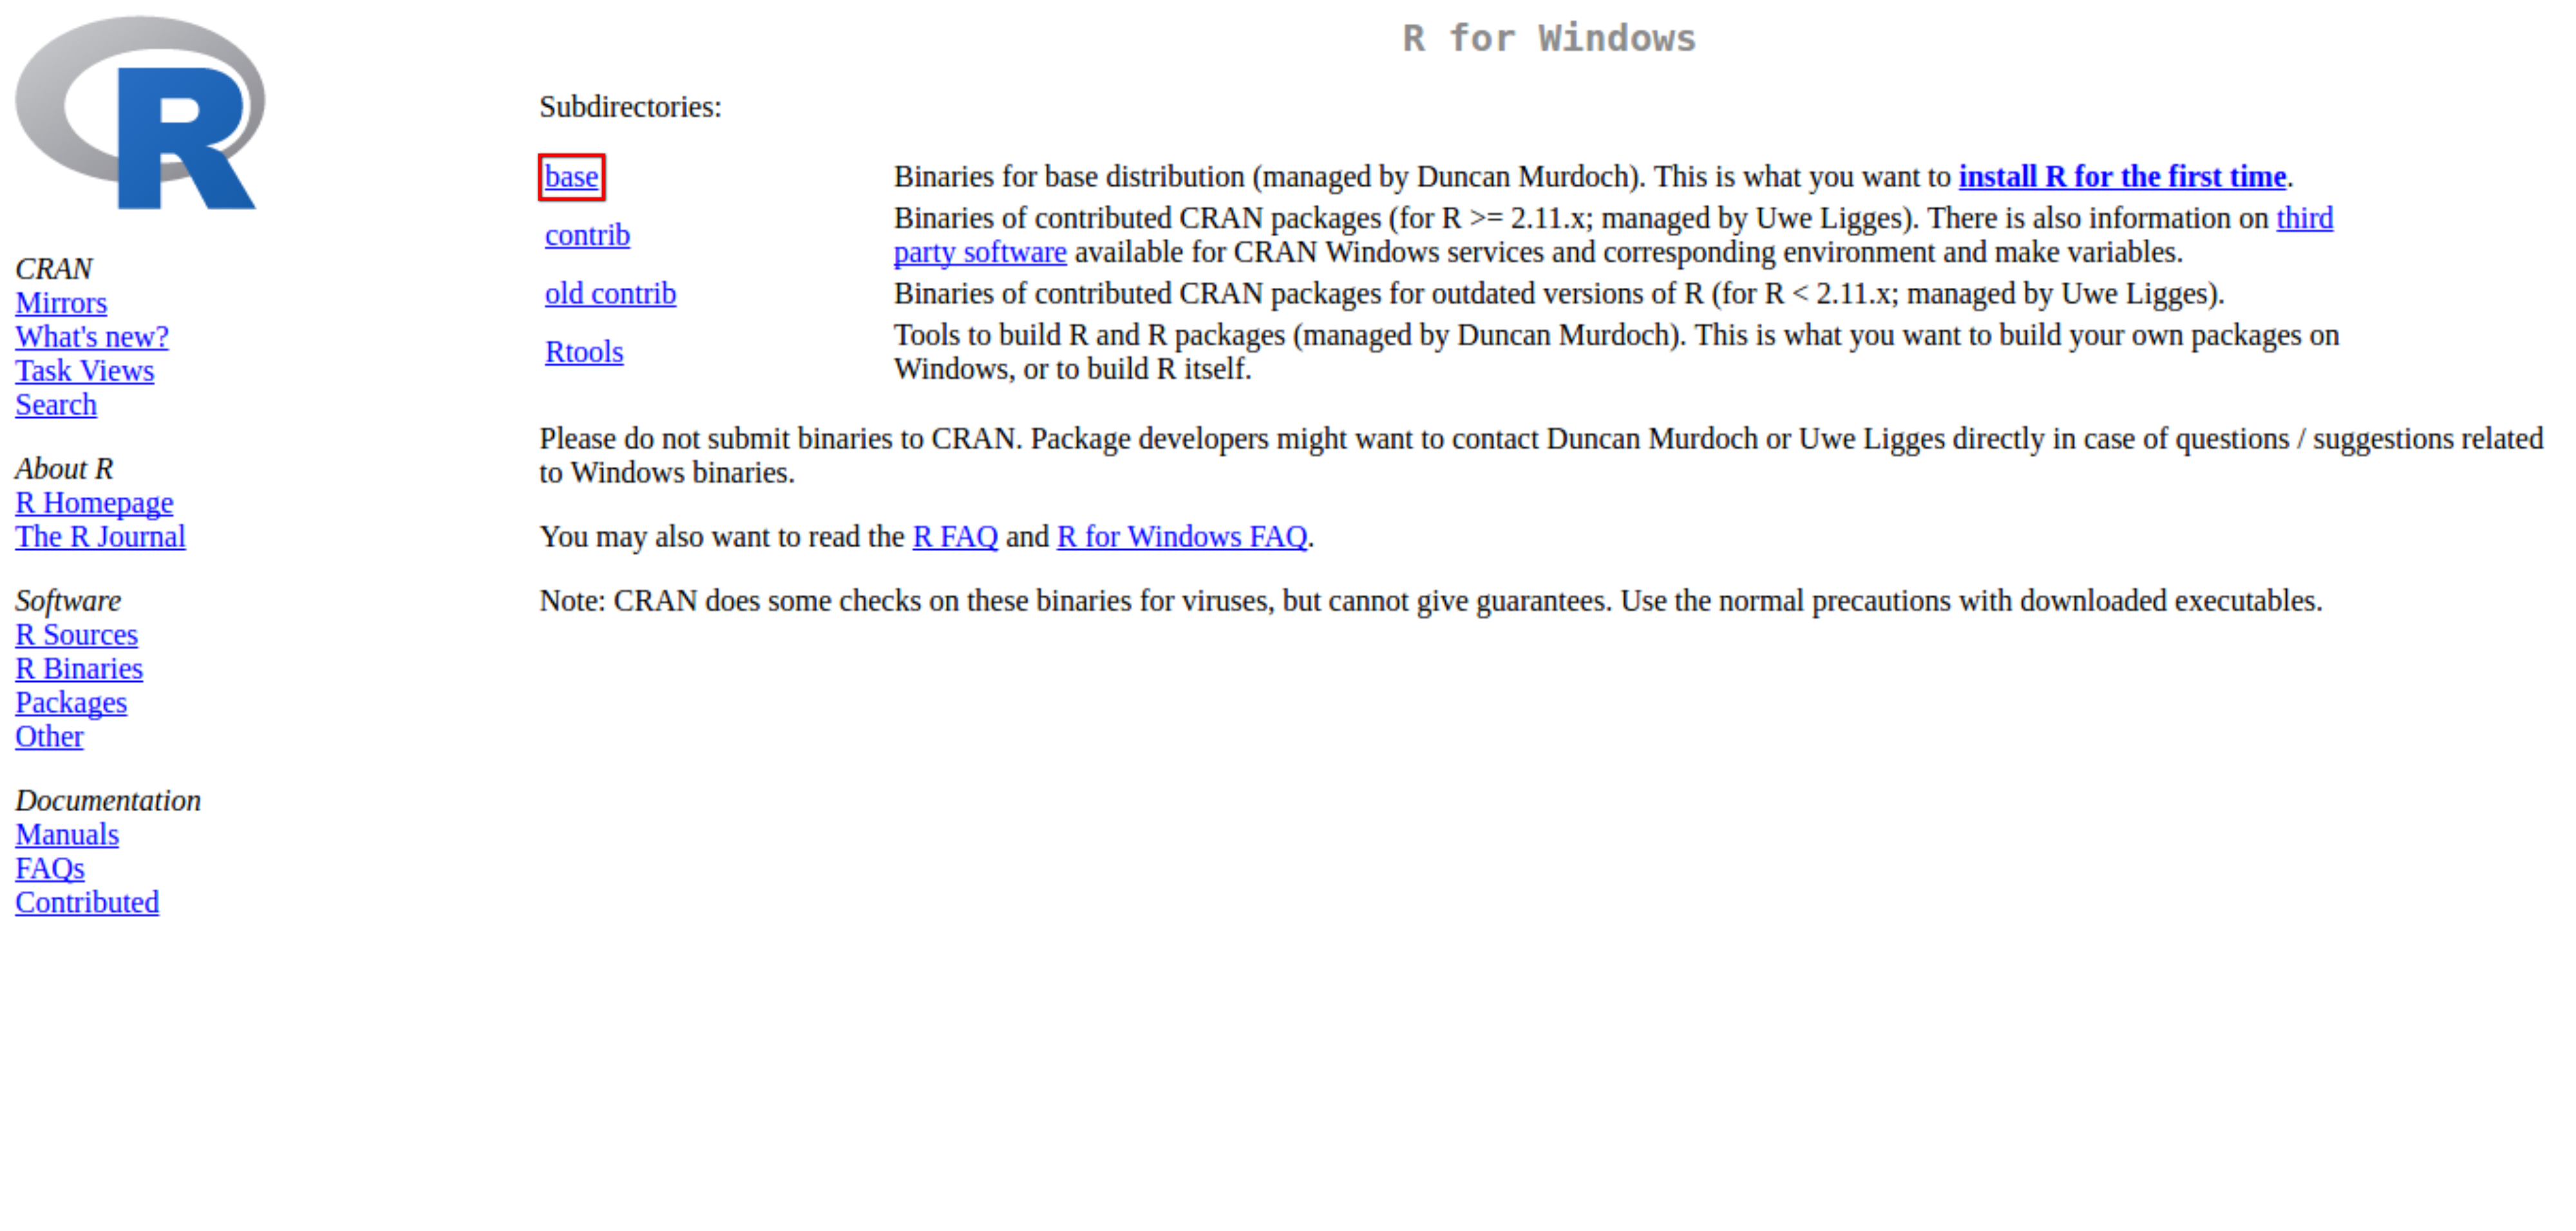 R
CRAN
Mirrors
What's new?
Task Views
Search
About R
R Homepage
The R Journal
Software
R Sources
R Binaries
Packages
Other
Documentation
Manuals
FAQs
Contributed
R for Windows
Subdirectories:
base Binaries for base distribution (managed by Duncan Murdoch). This is what you want to install R for the first time.
contrib Binaries of contributed CRAN packages (for R >= 2.11.x; managed by Uwe Ligges). There is also information on third
party software available for CRAN Windows services and corresponding environment and make variables.
old contrib Binaries of contributed CRAN packages for outdated versions of R (for R < 2.11.x; managed by Uwe Ligges).
Rtools Tools to build R and R packages (managed by Duncan Murdoch). This is what you want to build your own packages on
Windows, or to build R itself.
Please do not submit binaries to CRAN. Package developers might want to contact Duncan Murdoch or Uwe Ligges directly in case of questions / suggestions related
to Windows binaries.
You may also want to read the R FAQ and R for Windows FAQ.
Note: CRAN does some checks on these binaries for viruses, but cannot give guarantees. Use the normal precautions with downloaded executables.